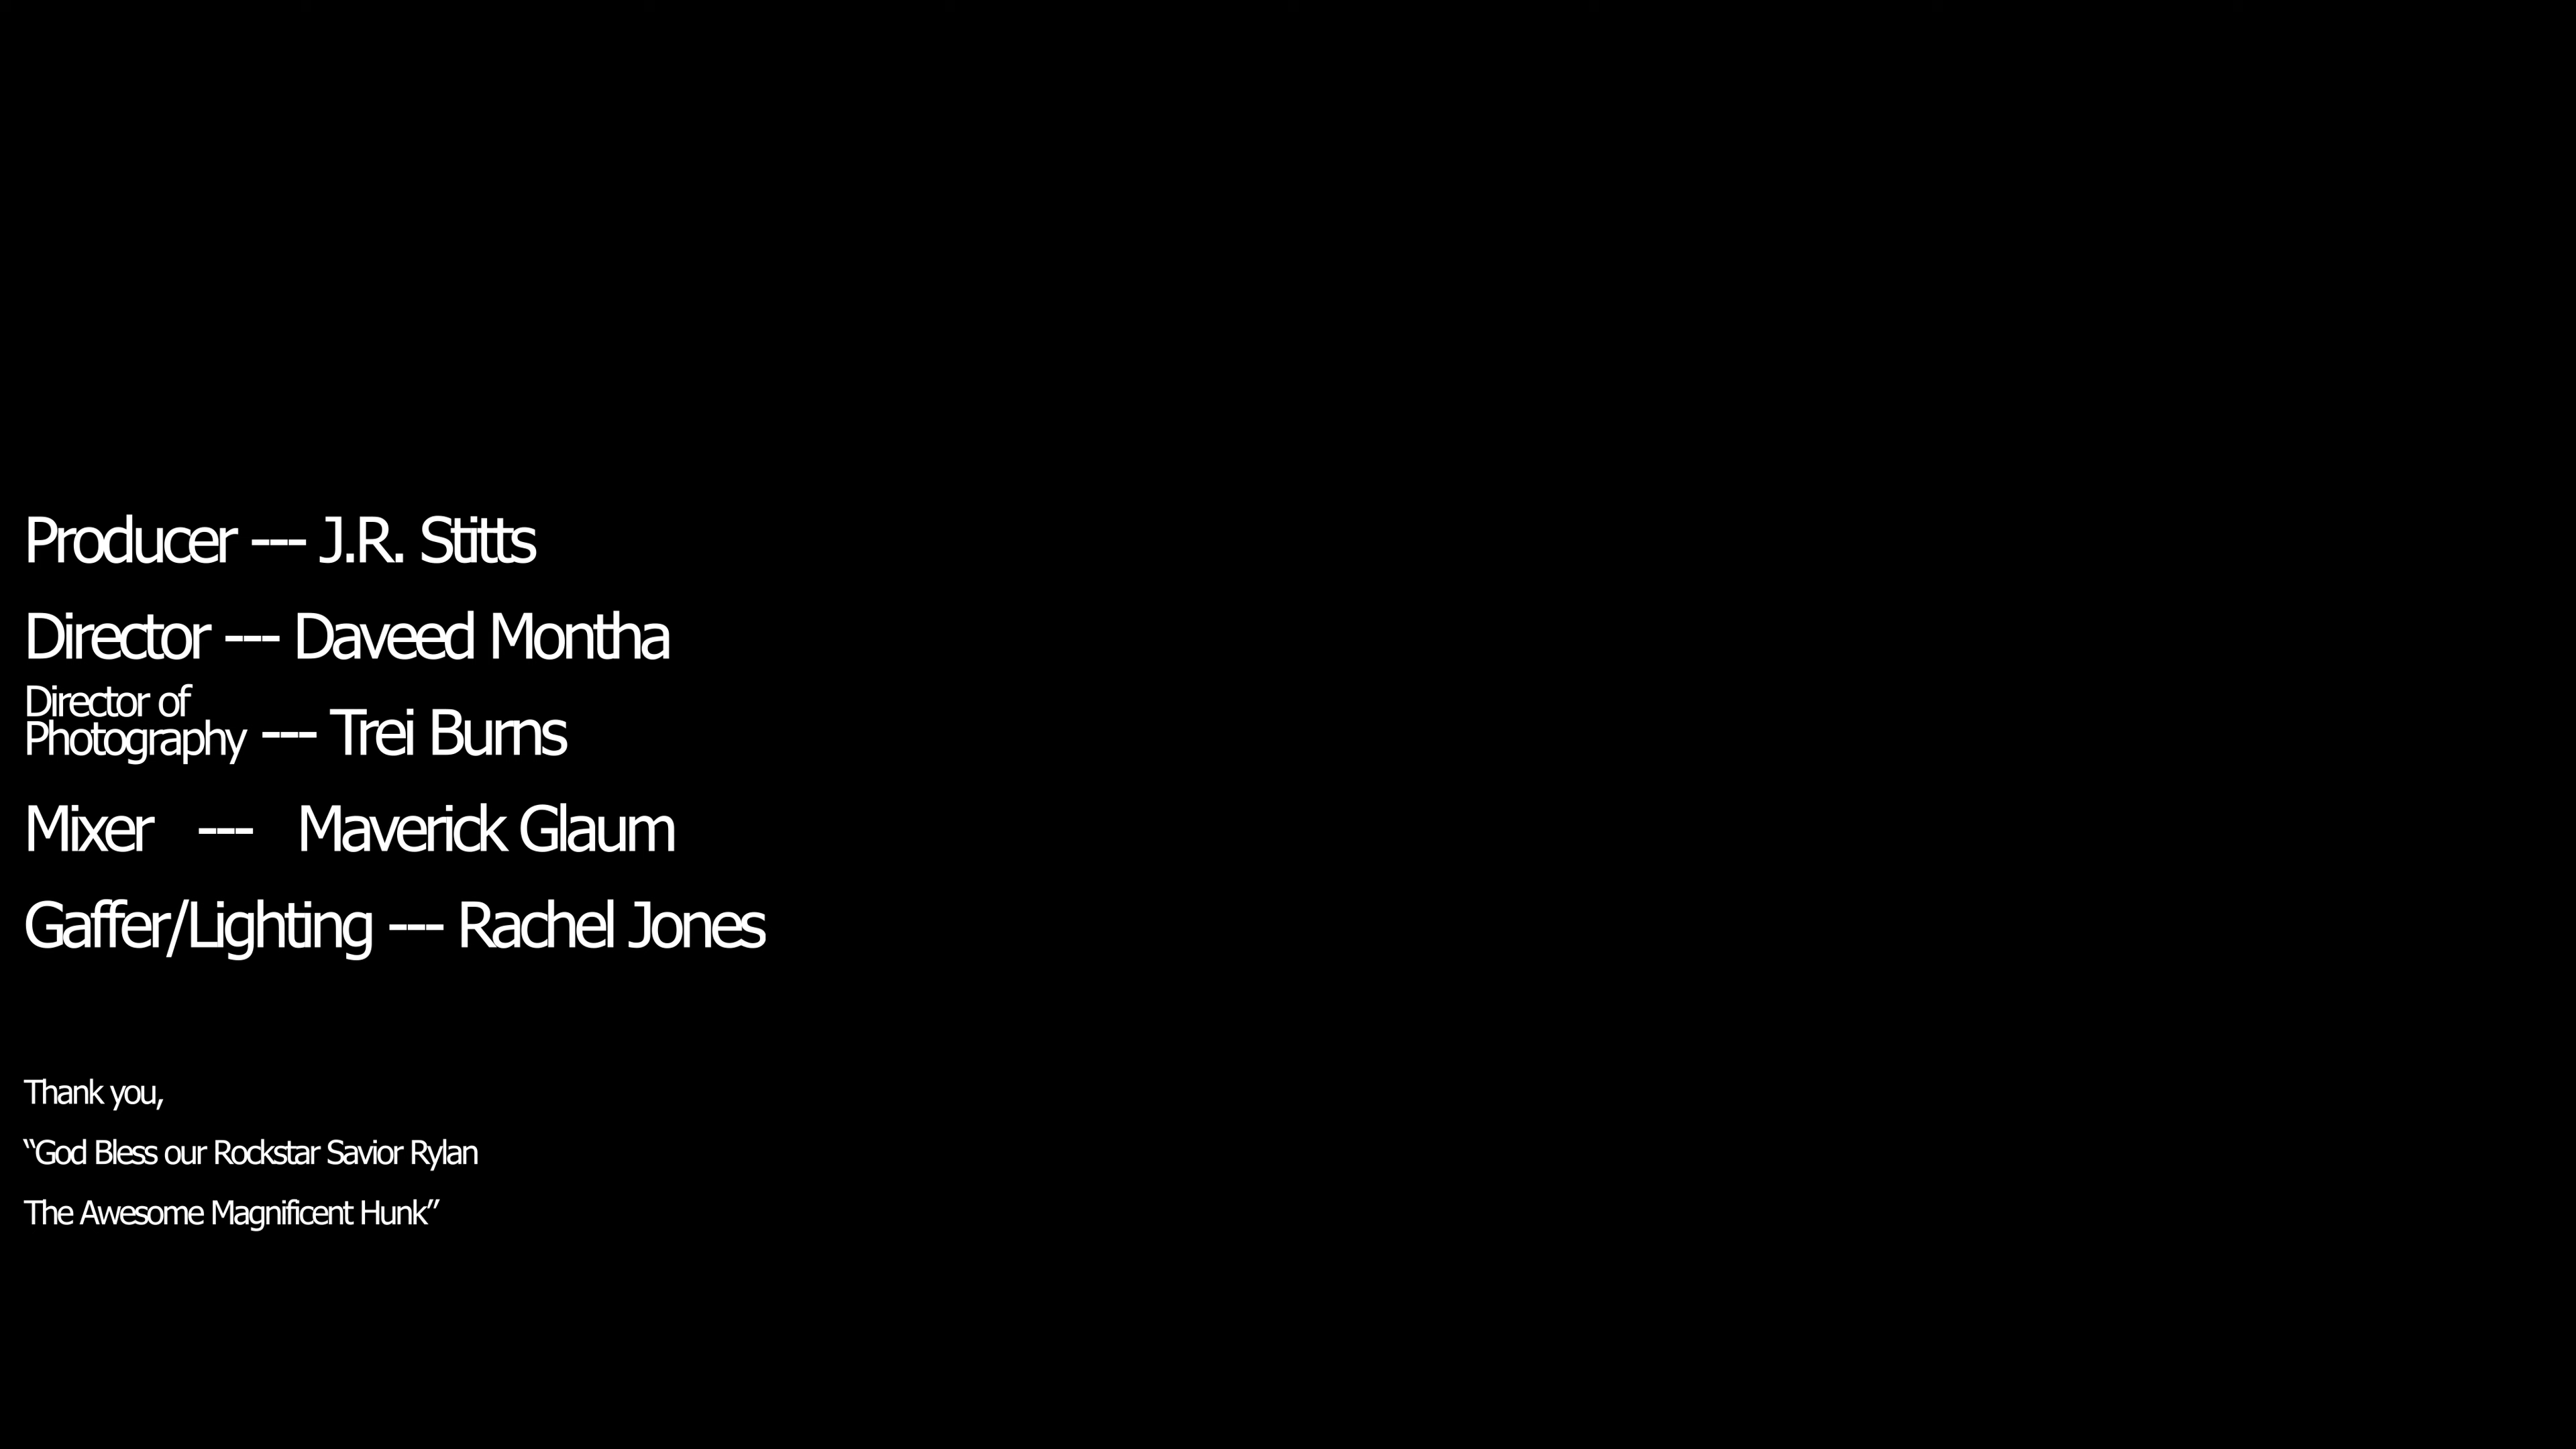 Producer --- J.R. Stitts
Director --- Daveed Montha
Director of
Photography --- Trei Burns
Mixer --- Maverick Glaum
Gaffer/Lighting --- Rachel Jones
Thank you,
“God Bless our Rockstar Savior Rylan
The Awesome Magnificent Hunk”